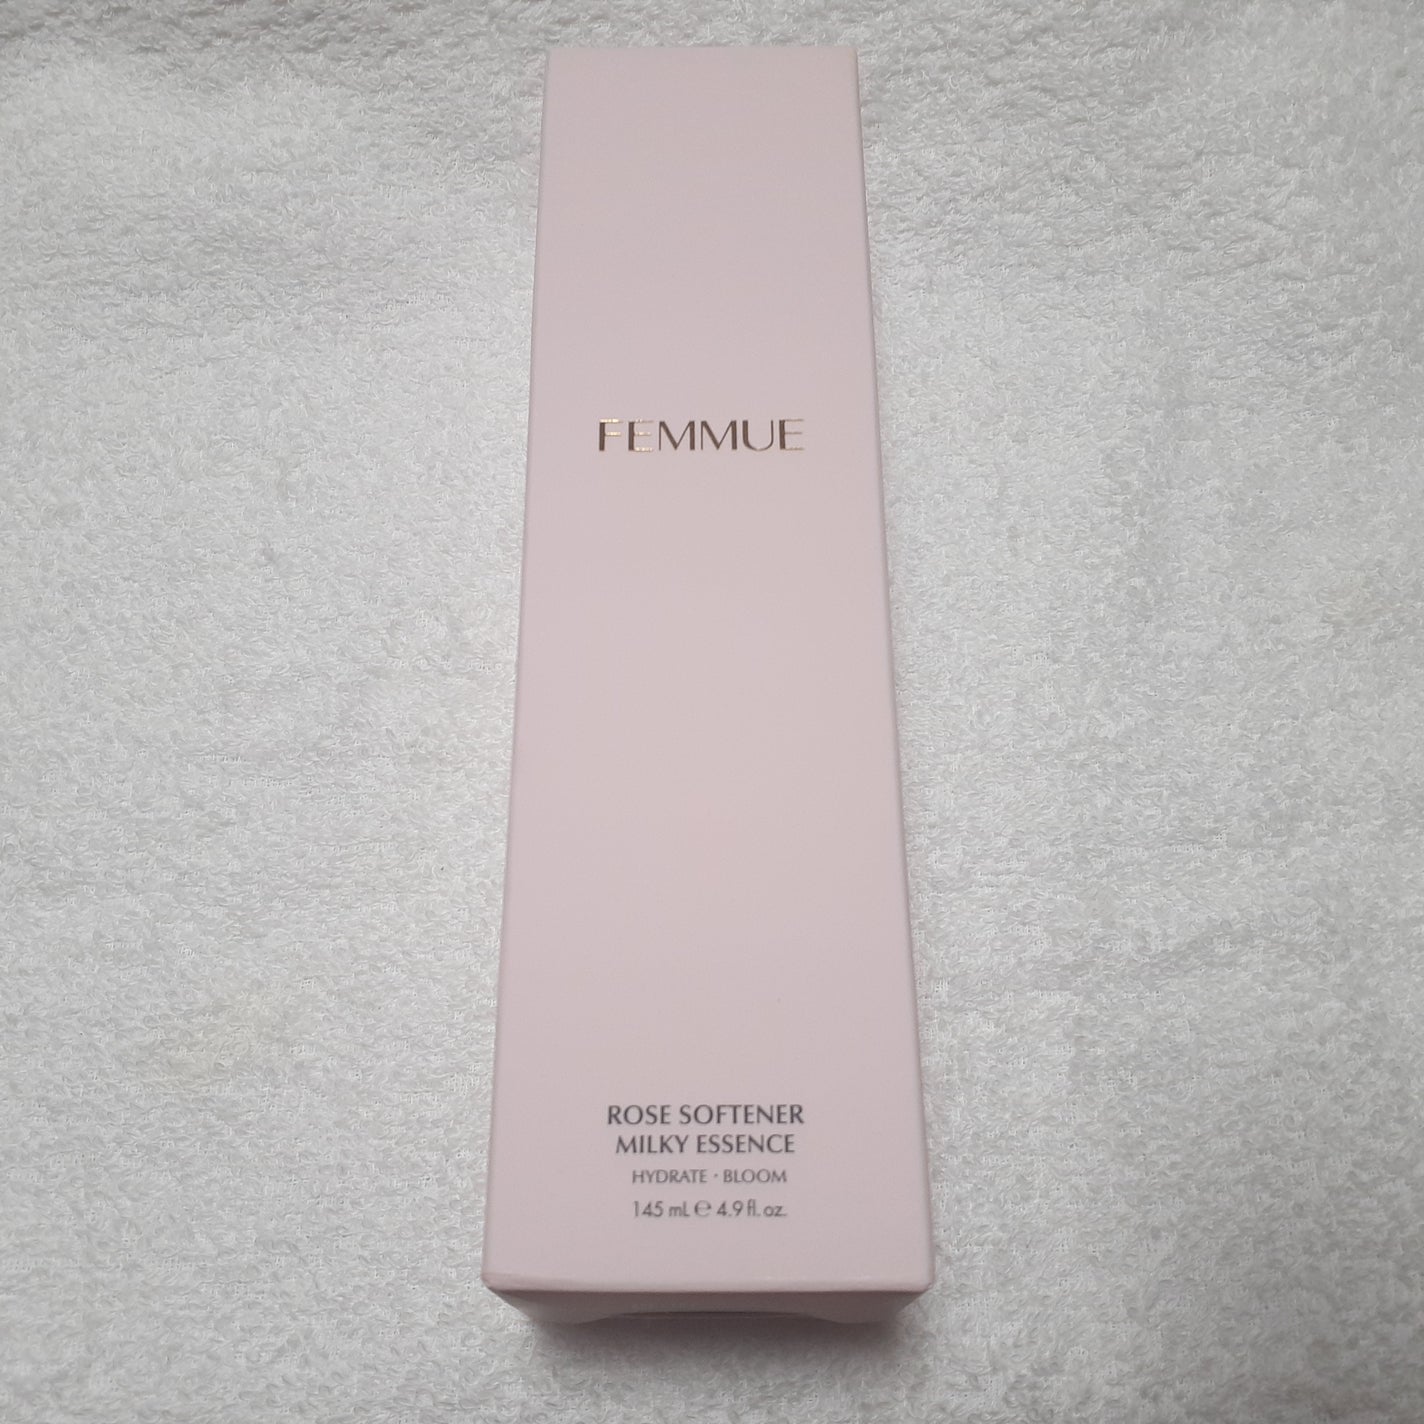 FEMMUE
ROSE SOFTENER
MILKY ESSENCE
HYDRATE · BLOOM
145 mL ℮ 4.9 fl. oz.